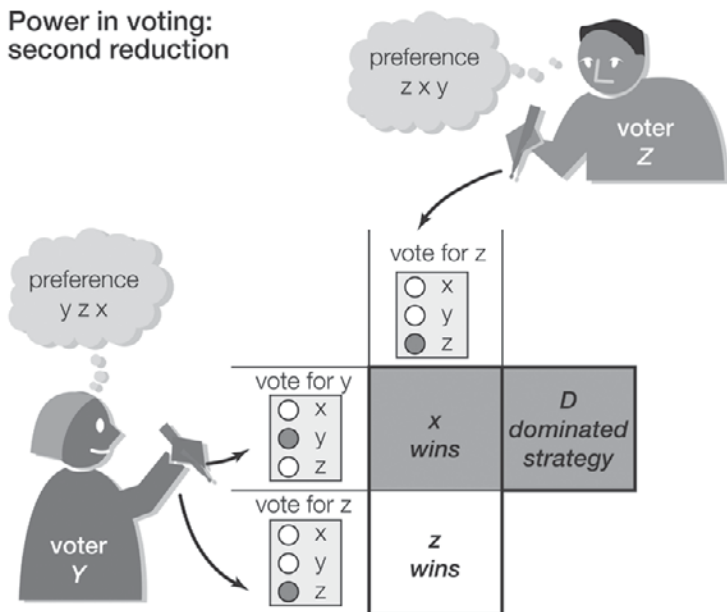 Power in voting:
second reduction
preference
z x y
voter
Z
vote for z
x
y
z
preference
y z x
vote for y
x
y
z
x
wins
D
dominated
strategy
vote for z
x
y
z
z
wins
voter
Y